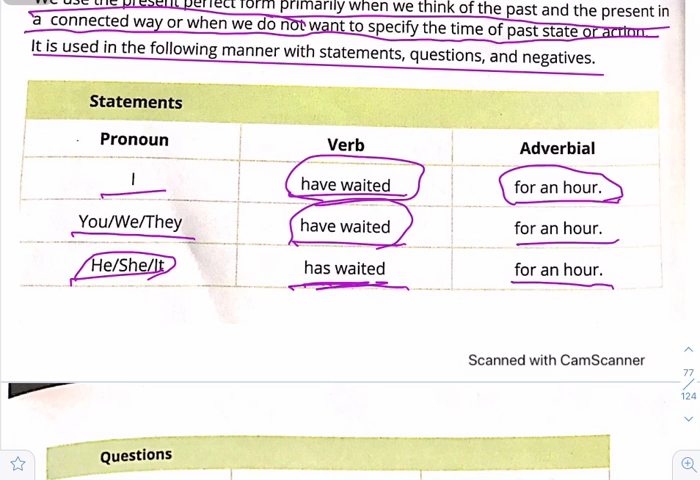 We use the present perfect form primarily when we think of the past and the present in
a connected way or when we do not want to specify the time of past state or action.
It is used in the following manner with statements, questions, and negatives.
Statements
Pronoun Verb Adverbial
I have waited for an hour.
You/We/They have waited for an hour.
He/She/It has waited for an hour.
Scanned with CamScanner
77
124
Questions